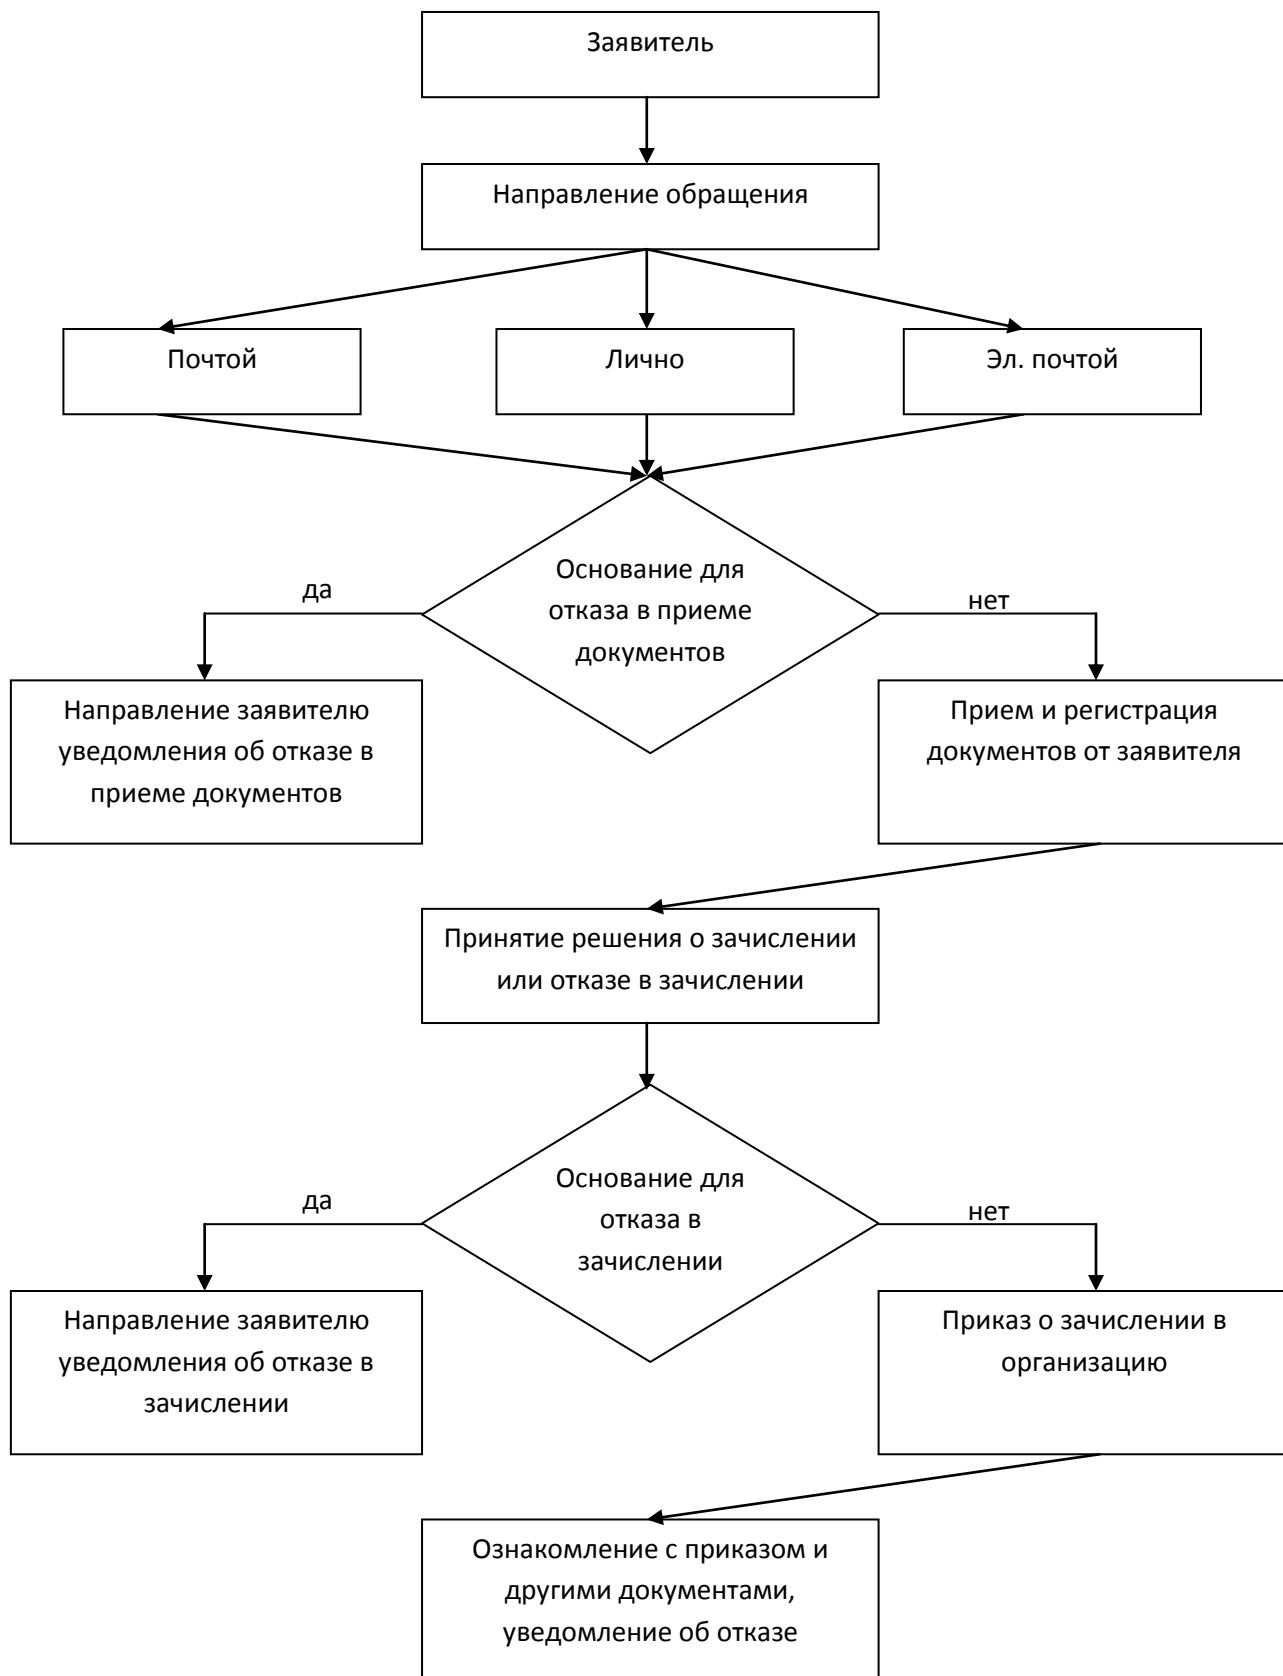 Заявитель
Направление обращения
Почтой
Лично
Эл. почтой
Основание для
отказа в приеме
документов
да
нет
Направление заявителю
уведомления об отказе в
приеме документов
Прием и регистрация
документов от заявителя
Принятие решения о зачислении
или отказе в зачислении
Основание для
отказа в
зачислении
да
нет
Направление заявителю
уведомления об отказе в
зачислении
Приказ о зачислении в
организацию
Ознакомление с приказом и
другими документами,
уведомление об отказе